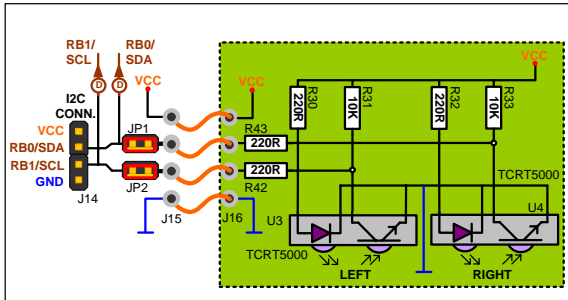 RB1/
SCL
RB0/
SDA
D
D
I2C
CONN.
VCC
VCC
VCC
VCC
RB0/SDA
RB1/SCL
GND
J14
JP1
JP2
J15
J16
R43
220R
220R
R42
R30
220R
R31
10K
R32
220R
R33
10K
TCRT5000
U3
U4
TCRT5000
LEFT
RIGHT